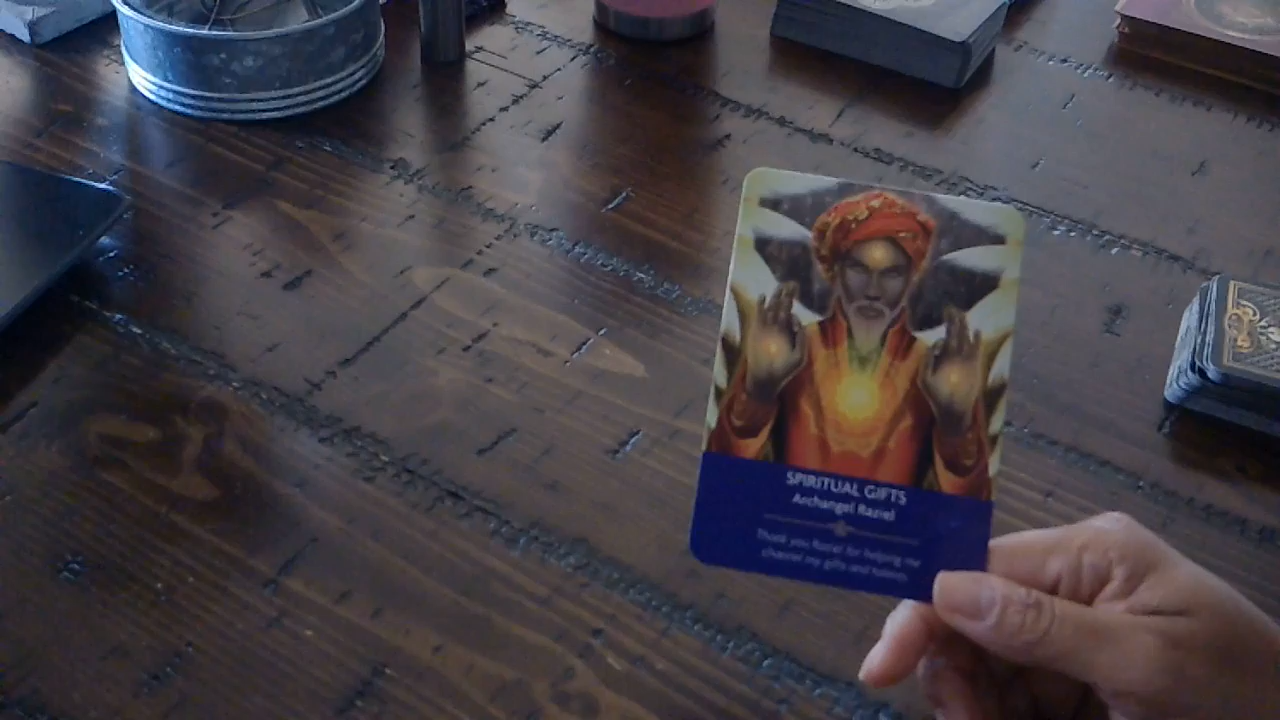 SPIRITUAL GIFTS
Archangel Raziel
Thank you Raziel for helping me
channel my gifts and talents.